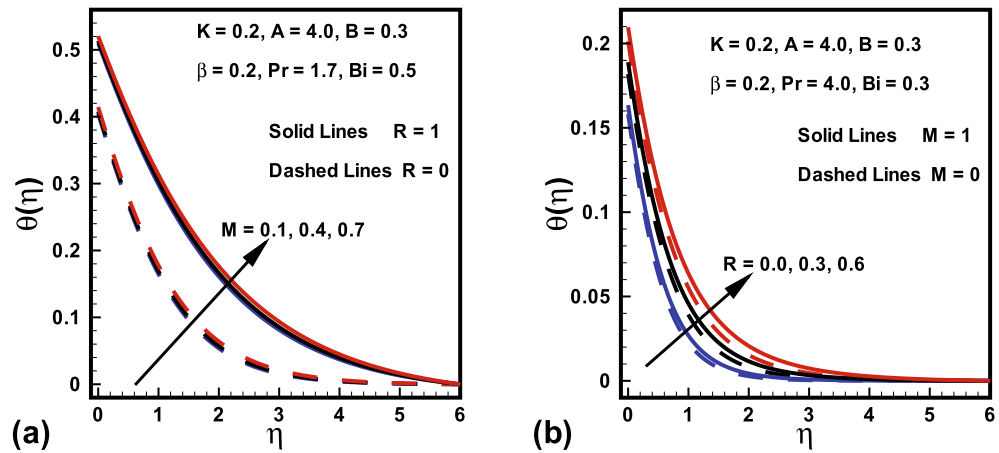 K = 0.2, A = 4.0, B = 0.3
β = 0.2, Pr = 1.7, Bi = 0.5
Solid Lines R = 1
Dashed Lines R = 0
M = 0.1, 0.4, 0.7
θ(η)
0.5
0.4
0.3
0.2
0.1
0
0 1 2 3 4 5 6
η
(a)
K = 0.2, A = 4.0, B = 0.3
β = 0.2, Pr = 4.0, Bi = 0.3
Solid Lines M = 1
Dashed Lines M = 0
R = 0.0, 0.3, 0.6
θ(η)
0.2
0.15
0.1
0.05
0
0 1 2 3 4 5 6
η
(b)